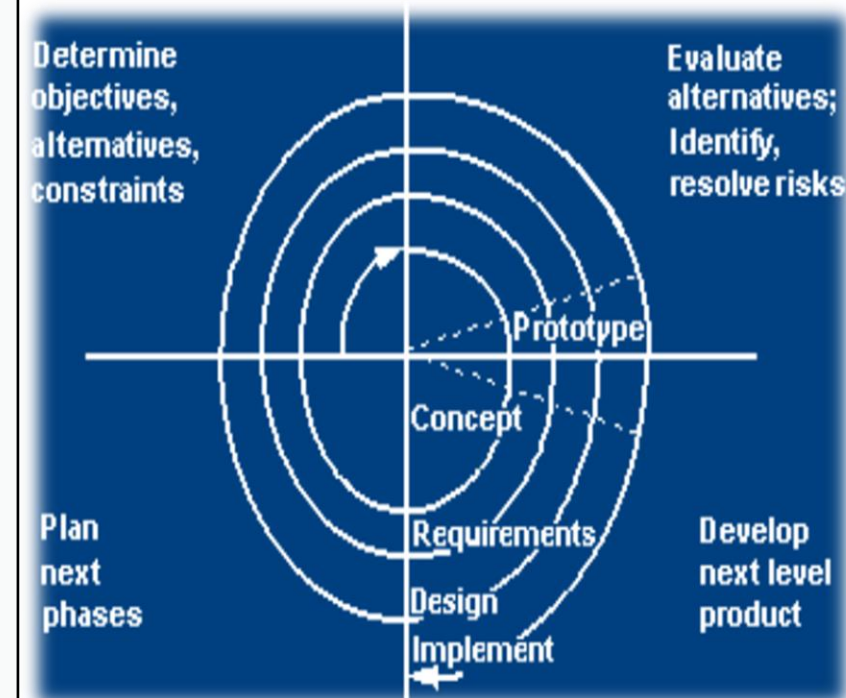 Determine
objectives,
alternatives,
constraints
Evaluate
alternatives;
Identify,
resolve risks
Prototype
Concept
Requirements
Design
Implement
Plan
next
phases
Develop
next level
product